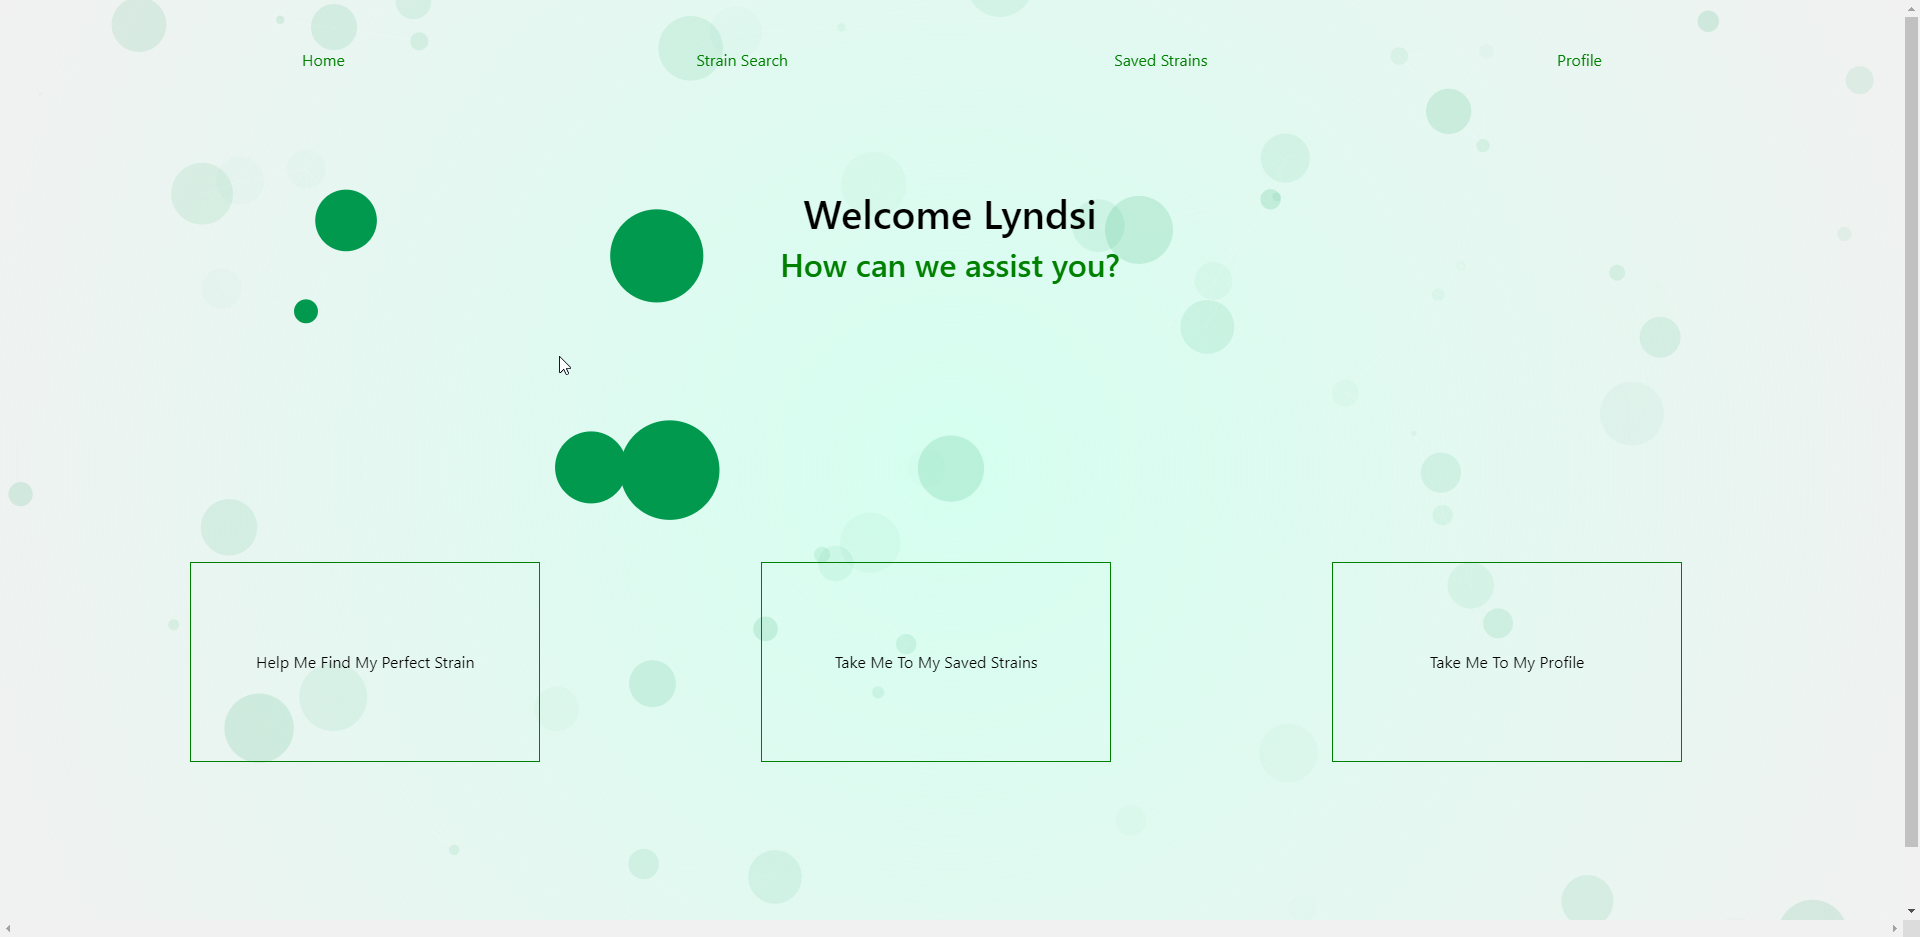 Home Strain Search Saved Strains Profile
Welcome Lyndsi
How can we assist you?
Help Me Find My Perfect Strain
Take Me To My Saved Strains
Take Me To My Profile